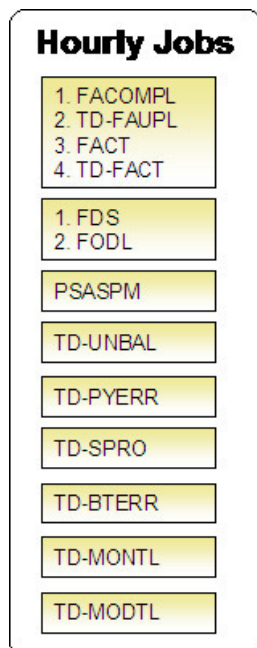 Hourly Jobs
1. FACOMPL
2. TD-FAUPL
3. FACT
4. TD-FACT
1. FDS
2. FODL
PSASPM
TD-UNBAL
TD-PYERR
TD-SPRO
TD-BTERR
TD-MONTL
TD-MODTL